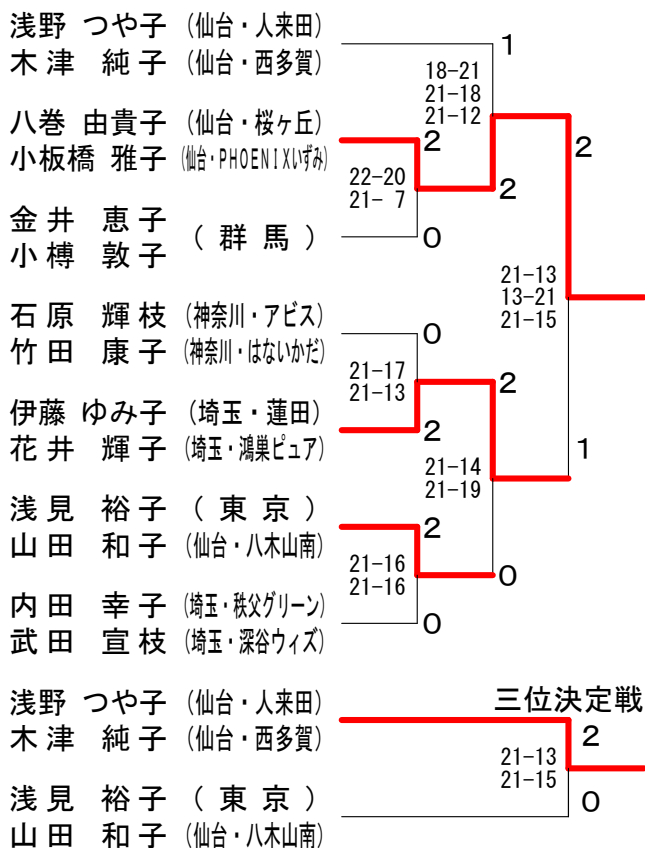 浅野 つや子 (仙台・人来田)
木津 純子 (仙台・西多賀)
1
18-21
21-18
21-12
八巻 由貴子 (仙台・桜ヶ丘)
小板橋 雅子 (仙台・PHOENIXいずみ)
2
2
2
22-20
21- 7
金井 恵子
小榑 敦子
(群馬)
0
21-13
13-21
21-15
石原 輝枝 (神奈川・アビス)
竹田 康子 (神奈川・はないかだ)
0
21-17
21-13
2
伊藤 ゆみ子 (埼玉・蓮田)
花井 輝子 (埼玉・鴻巣ピュア)
2
1
21-14
21-19
浅見 裕子 (東京)
山田 和子 (仙台・八木山南)
2
0
21-16
21-16
内田 幸子 (埼玉・秩父グリーン)
武田 宣枝 (埼玉・深谷ウィズ)
0
三位決定戦
浅野 つや子 (仙台・人来田)
木津 純子 (仙台・西多賀)
2
21-13
21-15
浅見 裕子 (東京)
山田 和子 (仙台・八木山南)
0